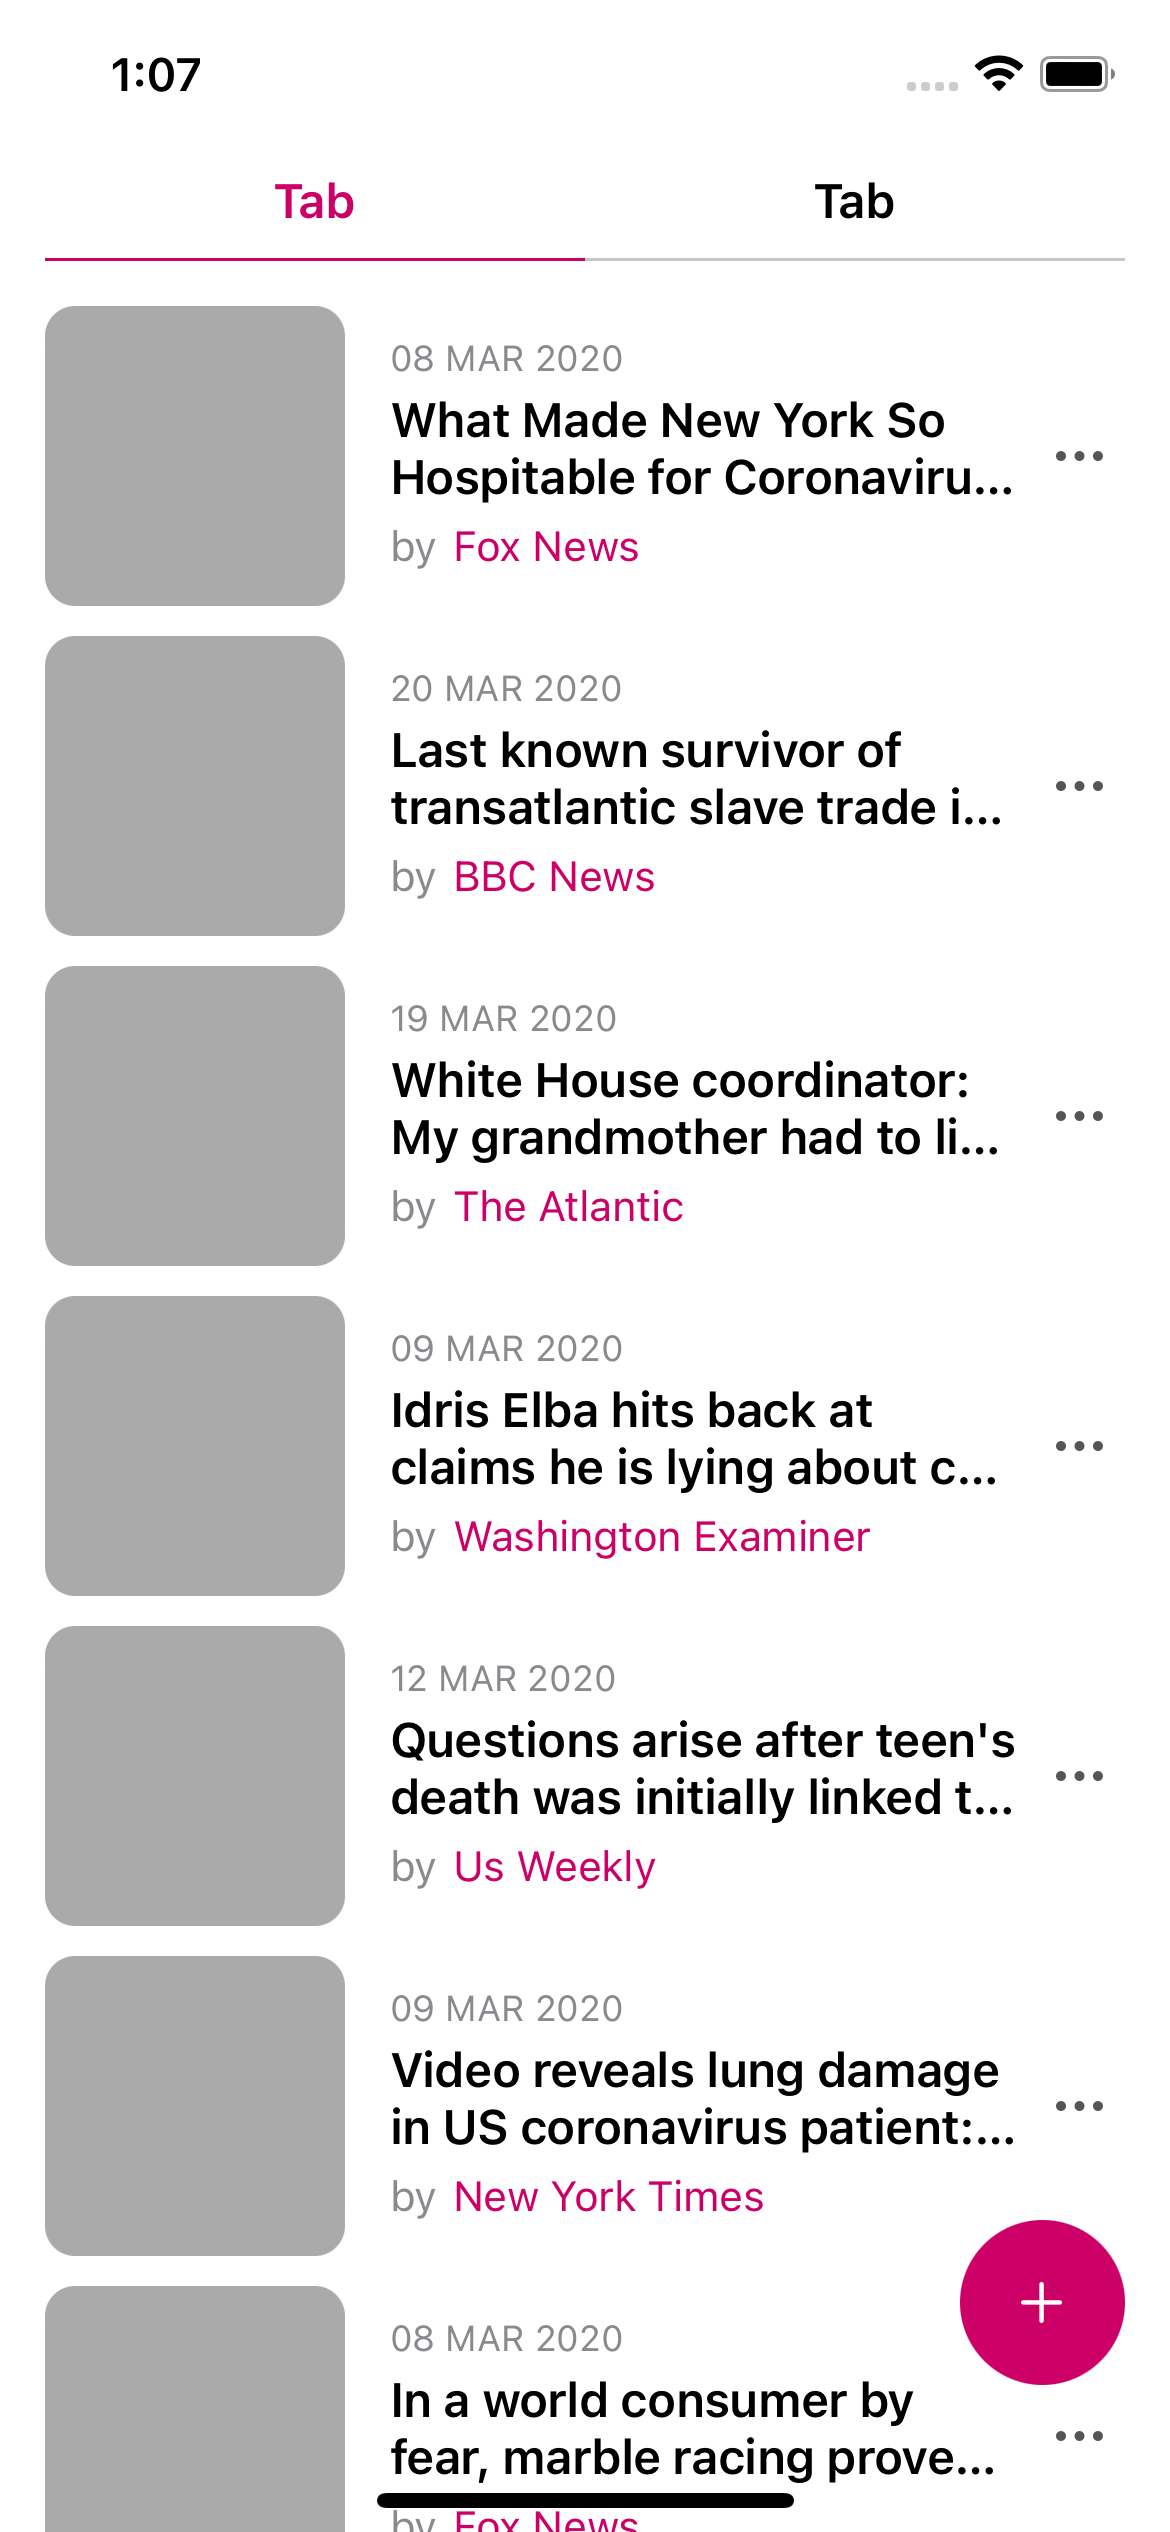 1:07
Tab Tab
08 MAR 2020
What Made New York So
Hospitable for Coronaviru...
by Fox News
20 MAR 2020
Last known survivor of
transatlantic slave trade i...
by BBC News
19 MAR 2020
White House coordinator:
My grandmother had to li...
by The Atlantic
09 MAR 2020
Idris Elba hits back at
claims he is lying about c...
by Washington Examiner
12 MAR 2020
Questions arise after teen's
death was initially linked t...
by Us Weekly
09 MAR 2020
Video reveals lung damage
in US coronavirus patient:...
by New York Times
08 MAR 2020
In a world consumer by
fear, marble racing prove...
by Fox News